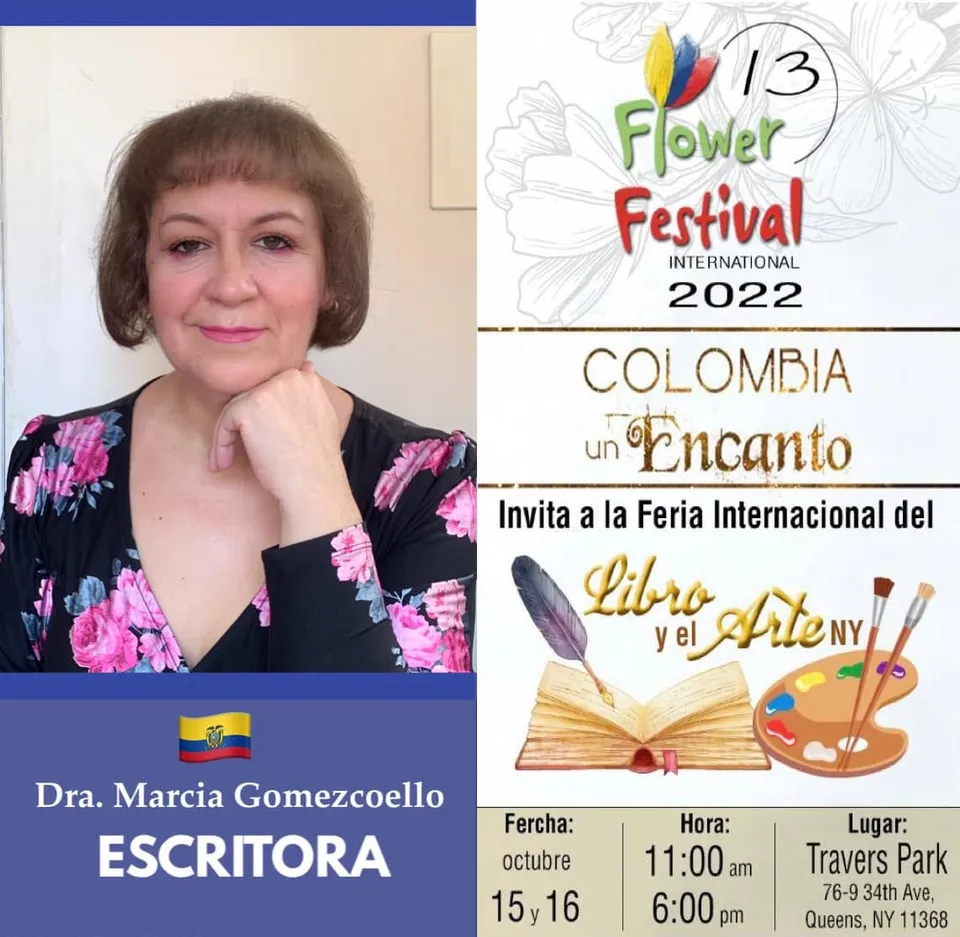 Dra. Marcia Gomezcoello
ESCRITORA
13
Flower
Festival
INTERNATIONAL
2022
COLOMBIA
un Encanto
Invita a la Feria Internacional del
Libro
y el Arte NY
Fercha:
octubre
15 y 16
Hora:
11:00 am
6:00 pm
Lugar:
Travers Park
76-9 34th Ave,
Queens, NY 11368